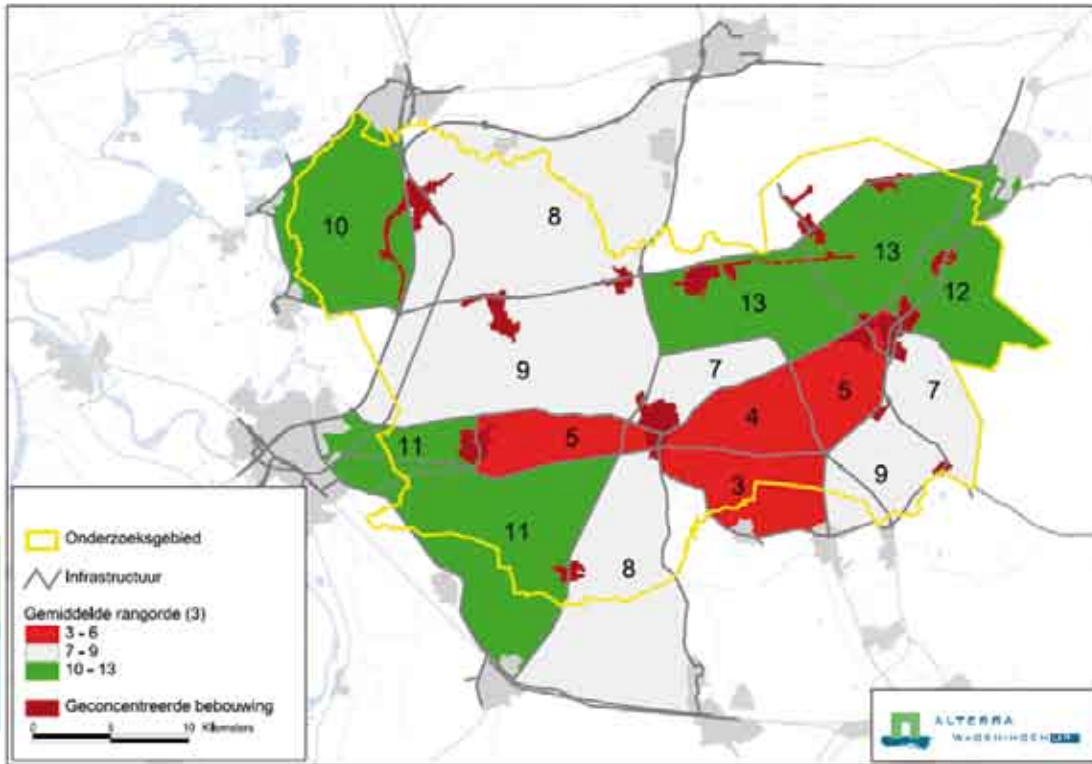 10
8
13
13
12
9
7
5
7
4
11
5
3
9
11
8
Onderzoeksgebied
Infrastructuur
Gemiddelde rangorde (3)
3 - 6
7 - 9
10 - 13
Geconcentreerde bebouwing
0 5 10 Kilometers
ALTERRA
WAGENINGEN UR